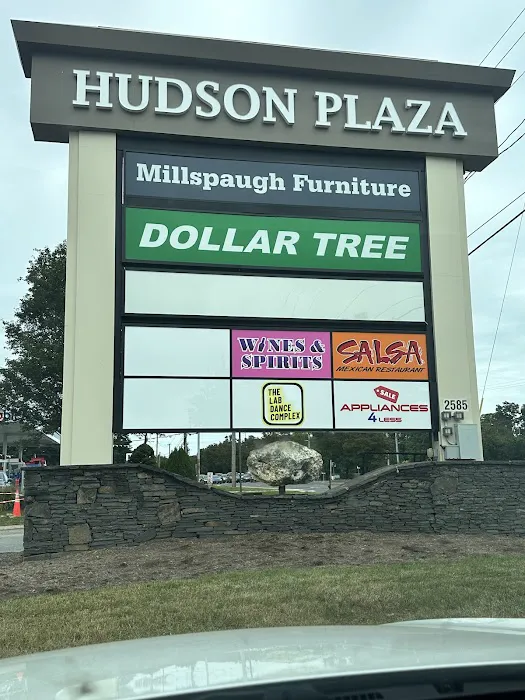 HUDSON PLAZA
Millspaugh Furniture
DOLLAR TREE
WINES &
SPIRITS
SALSA
MEXICAN RESTAURANT
THE
LAB
DANCE
COMPLEX
SALE
APPLIANCES
4 LESS
2585